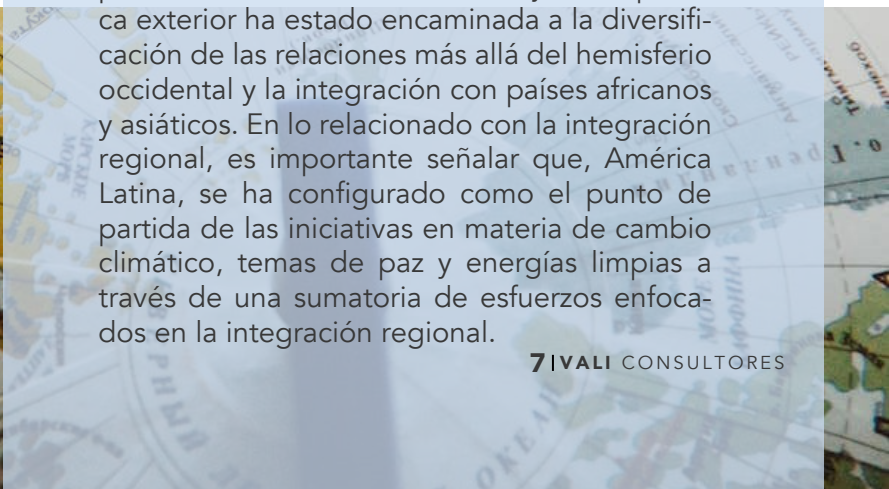 ca exterior ha estado encaminada a la diversifi-
cación de las relaciones más allá del hemisferio
occidental y la integración con países africanos
y asiáticos. En lo relacionado con la integración
regional, es importante señalar que, América
Latina, se ha configurado como el punto de
partida de las iniciativas en materia de cambio
climático, temas de paz y energías limpias a
través de una sumatoria de esfuerzos enfoca-
dos en la integración regional.
7 | VALI CONSULTORES
ОКЕАН